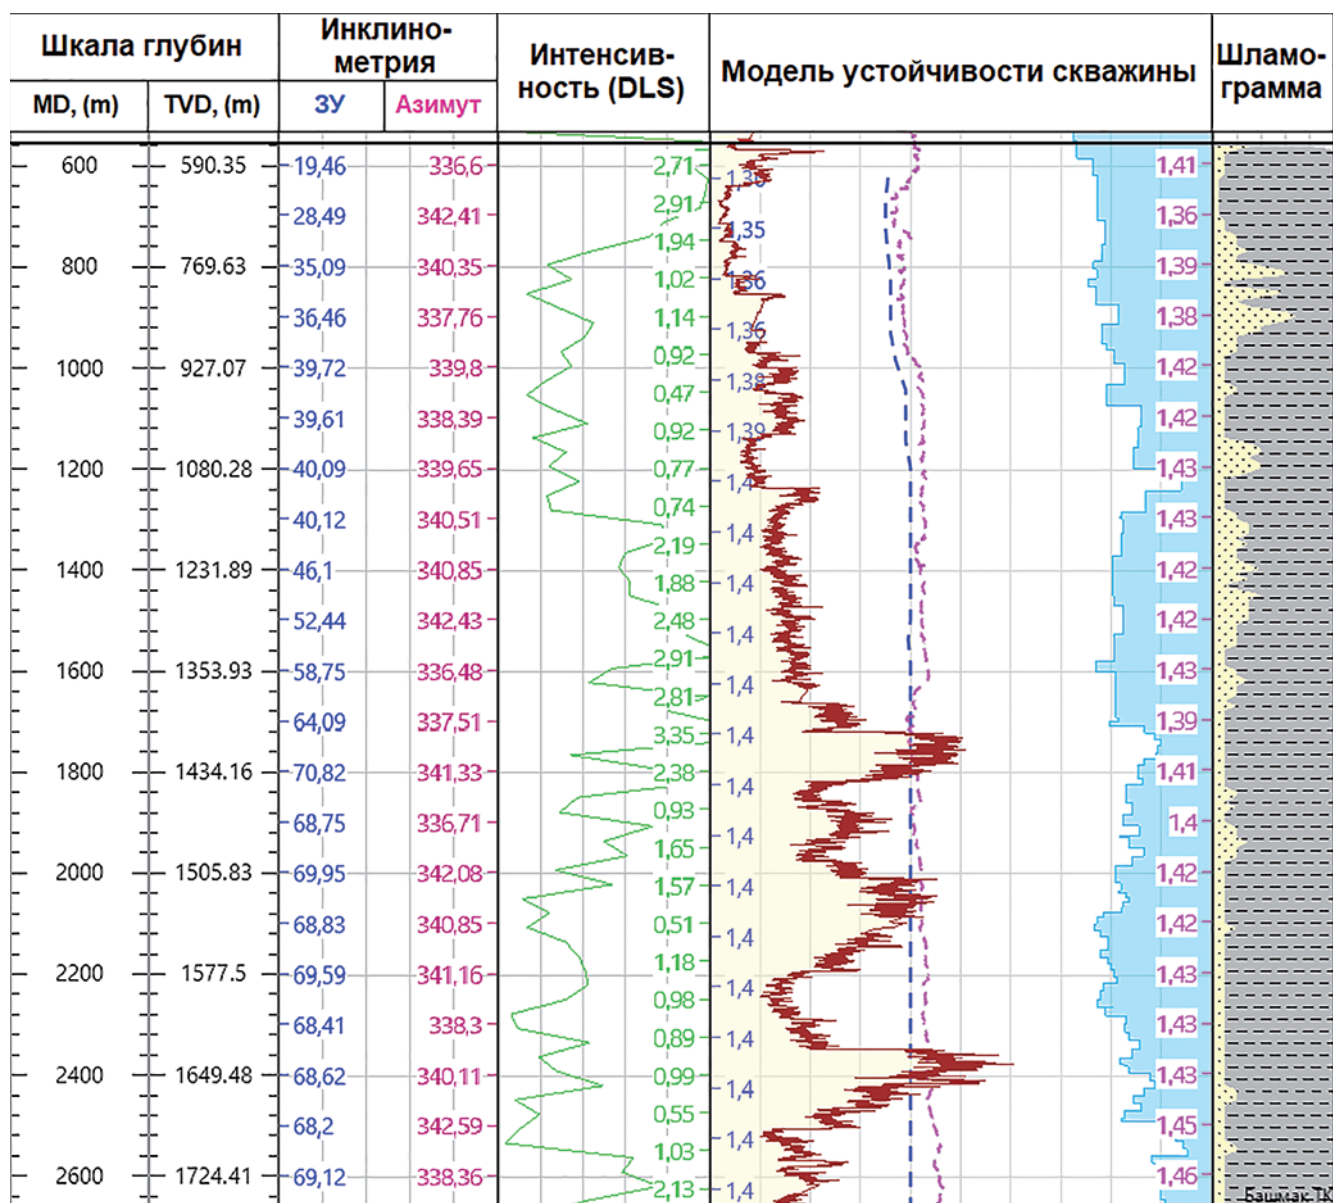 Шкала глубин
Инклино-
метрия
Интенсив-
ность (DLS)
Модель устойчивости скважины
Шламо-
грамма
MD, (m) TVD, (m) ЗУ Азимут
600 590.35 19,46 336,6 2,71 1,41
28,49 342,41 2,91 1,35 1,36
1,94
800 769.63 35,09 340,35 1,02 1,36 1,39
36,46 337,76 1,14 1,36 1,38
1000 927.07 39,72 339,8 0,92 1,38 1,42
0,47
39,61 338,39 0,92 1,39 1,42
1200 1080.28 40,09 339,65 0,77 1,4 1,43
40,12 340,51 0,74 1,4 1,43
2,19
1400 1231.89 46,1 340,85 1,88 1,4 1,42
52,44 342,43 2,48 1,4 1,42
1600 1353.93 58,75 336,48 2,91 1,4 1,43
2,81
64,09 337,51 3,35 1,4 1,39
1800 1434.16 70,82 341,33 2,38 1,4 1,41
68,75 336,71 0,93 1,4 1,4
1,65
2000 1505.83 69,95 342,08 1,57 1,4 1,42
68,83 340,85 0,51 1,4 1,42
2200 1577.5 69,59 341,16 1,18 1,4 1,43
0,98
68,41 338,3 0,89 1,4 1,43
2400 1649.48 68,62 340,11 0,99 1,4 1,43
68,2 342,59 0,55 1,4 1,45
1,03
2600 1724.41 69,12 338,36 2,13 1,4 1,46